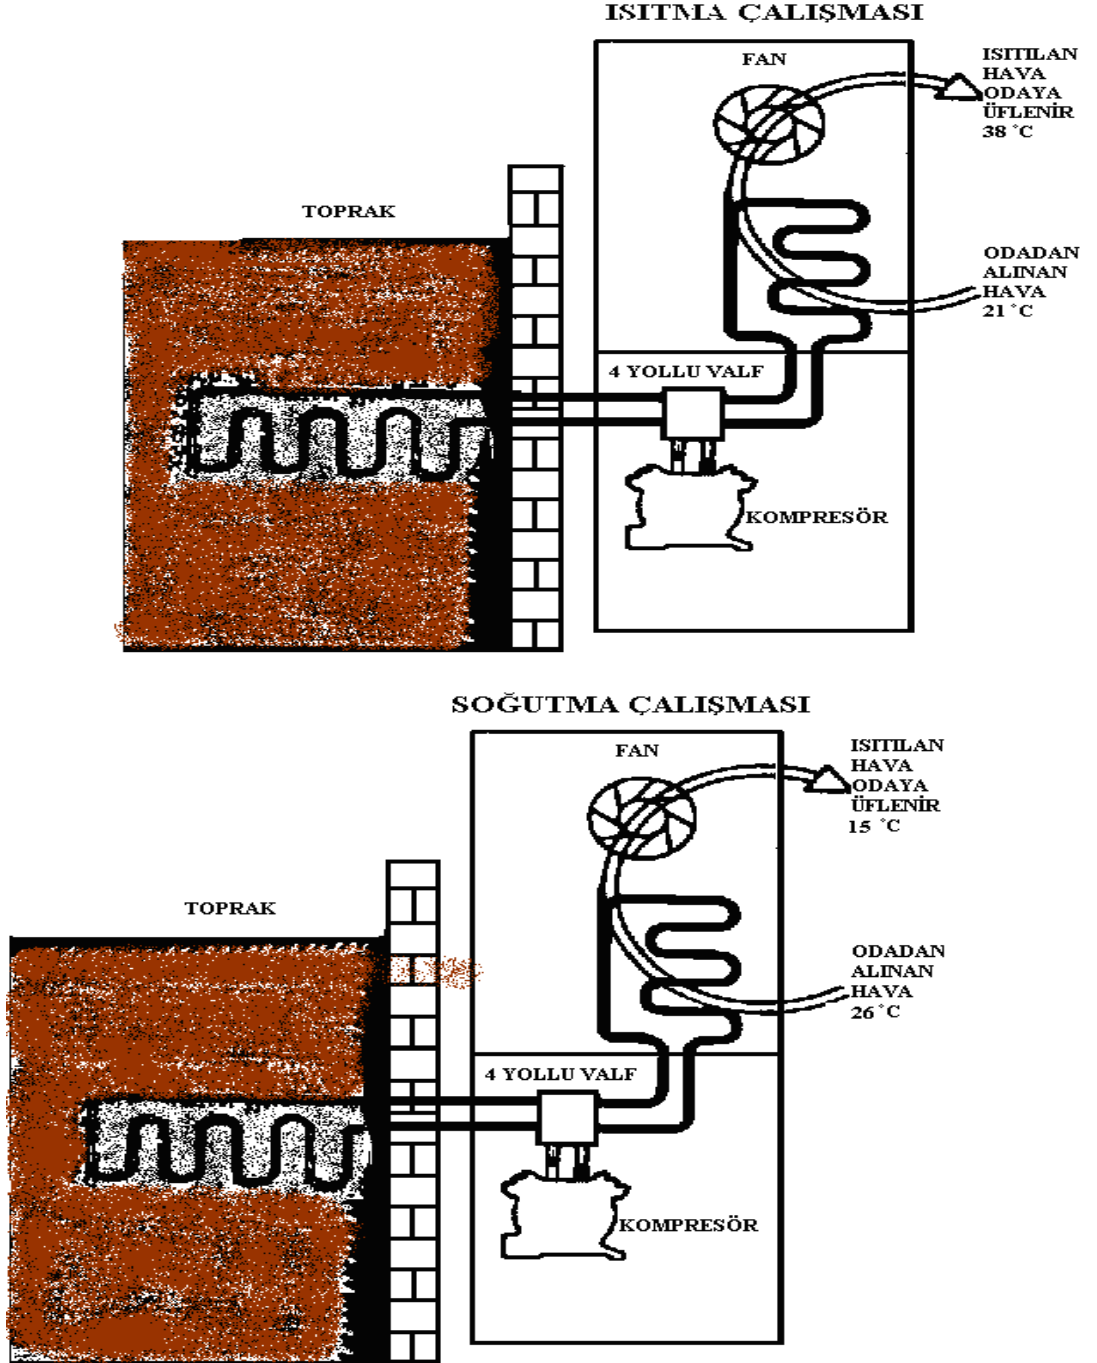 ISITMA ÇALIŞMASI
FAN
ISITILAN
HAVA
ODAYA
ÜFLENİR
38 °C
TOPRAK
ODADAN
ALINAN
HAVA
21 °C
4 YOLLU VALF
KOMPRESÖR
SOĞUTMA ÇALIŞMASI
FAN
ISITILAN
HAVA
ODAYA
ÜFLENİR
15 °C
TOPRAK
ODADAN
ALINAN
HAVA
26 °C
4 YOLLU VALF
KOMPRESÖR